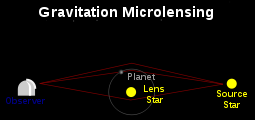 Gravitation Microlensing
Planet
Lens
Star
Observer
Source
Star